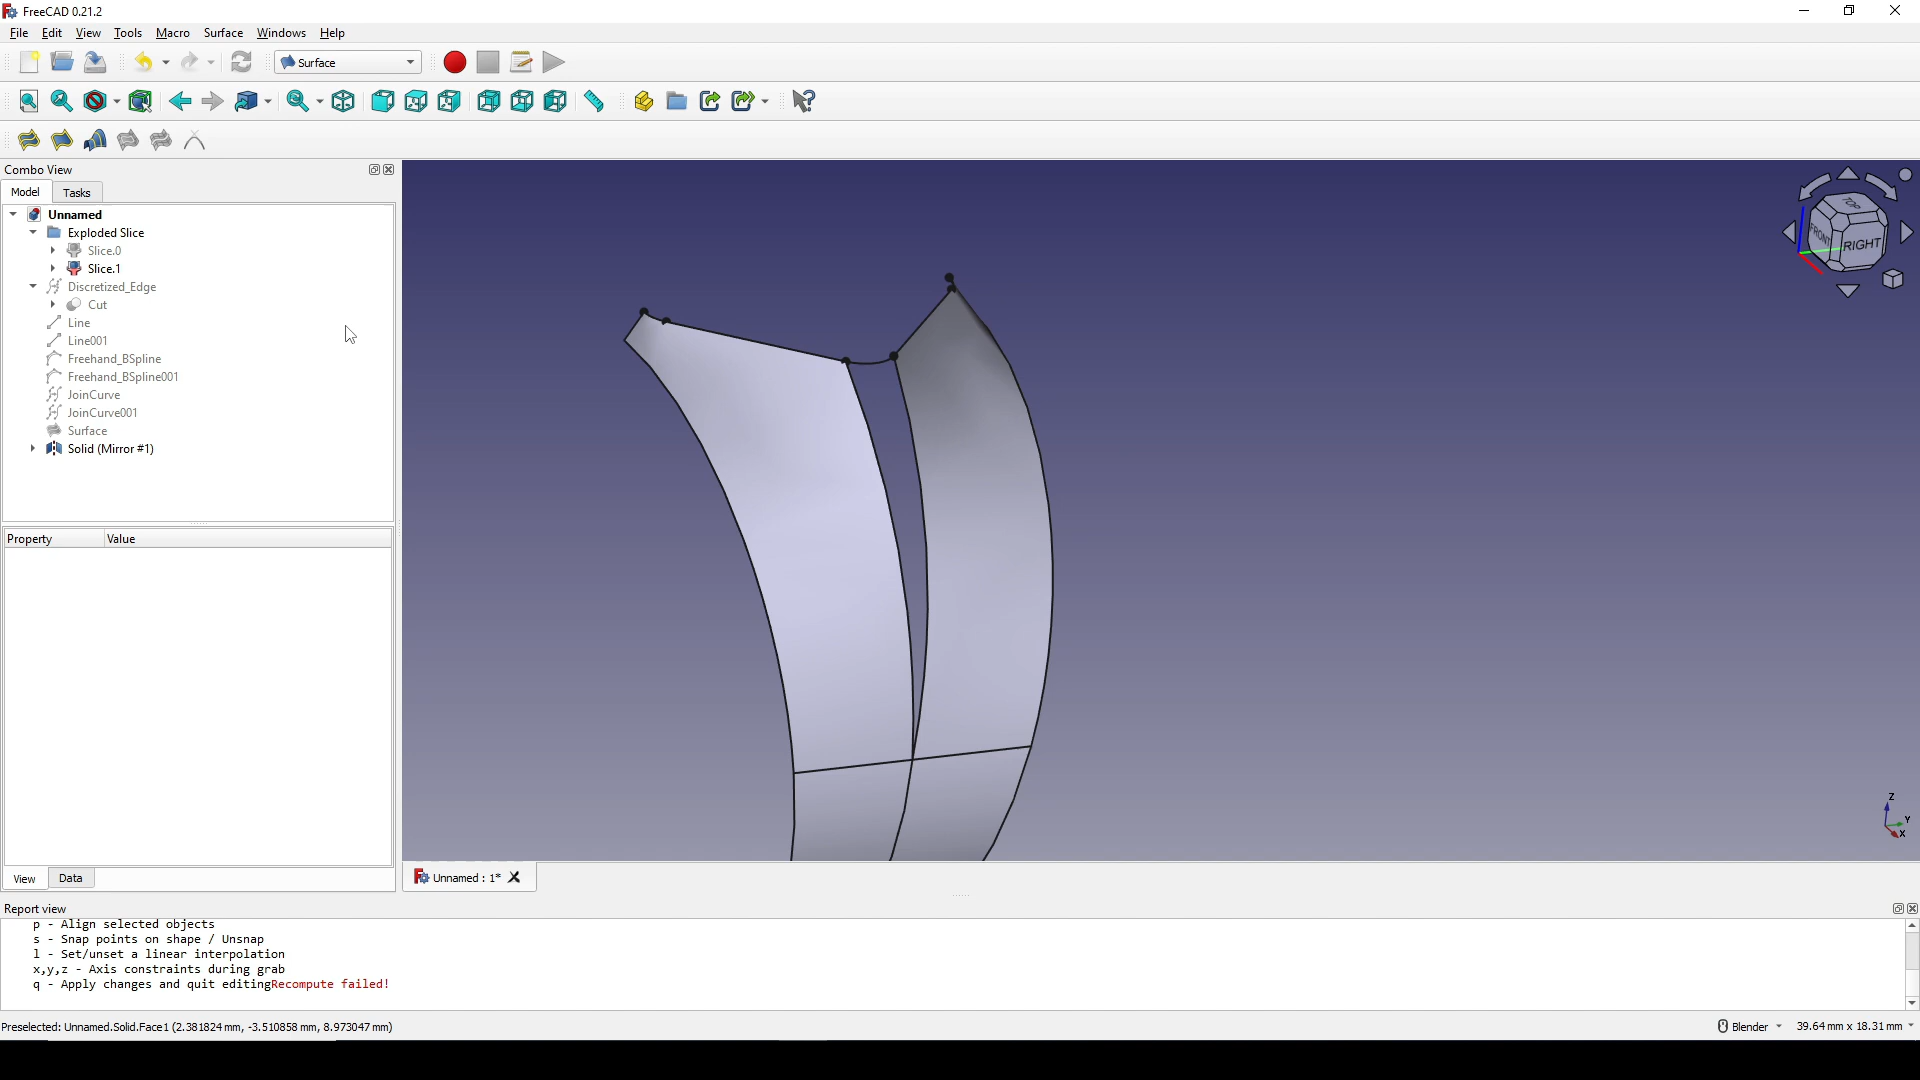 FreeCAD 0.21.2
File Edit View Tools Macro Surface Windows Help
Surface
Combo View
Model Tasks
Unnamed
Exploded Slice
Slice.0
Slice.1
Discretized_Edge
Cut
Line
Line001
Freehand_BSpline
Freehand_BSpline001
JoinCurve
JoinCurve001
Surface
Solid (Mirror #1)
TOP
FRONT
RIGHT
Property Value
Z
Y
X
View Data
Unnamed : 1*
Report view
p - Align selected objects
s - Snap points on shape / Unsnap
l - Set/unset a linear interpolation
x,y,z - Axis constraints during grab
q - Apply changes and quit editingRecompute failed!
Preselected: Unnamed.Solid.Face1 (2.381824 mm, -3.510858 mm, 8.973047 mm)
Blender 39.64 mm x 18.31 mm